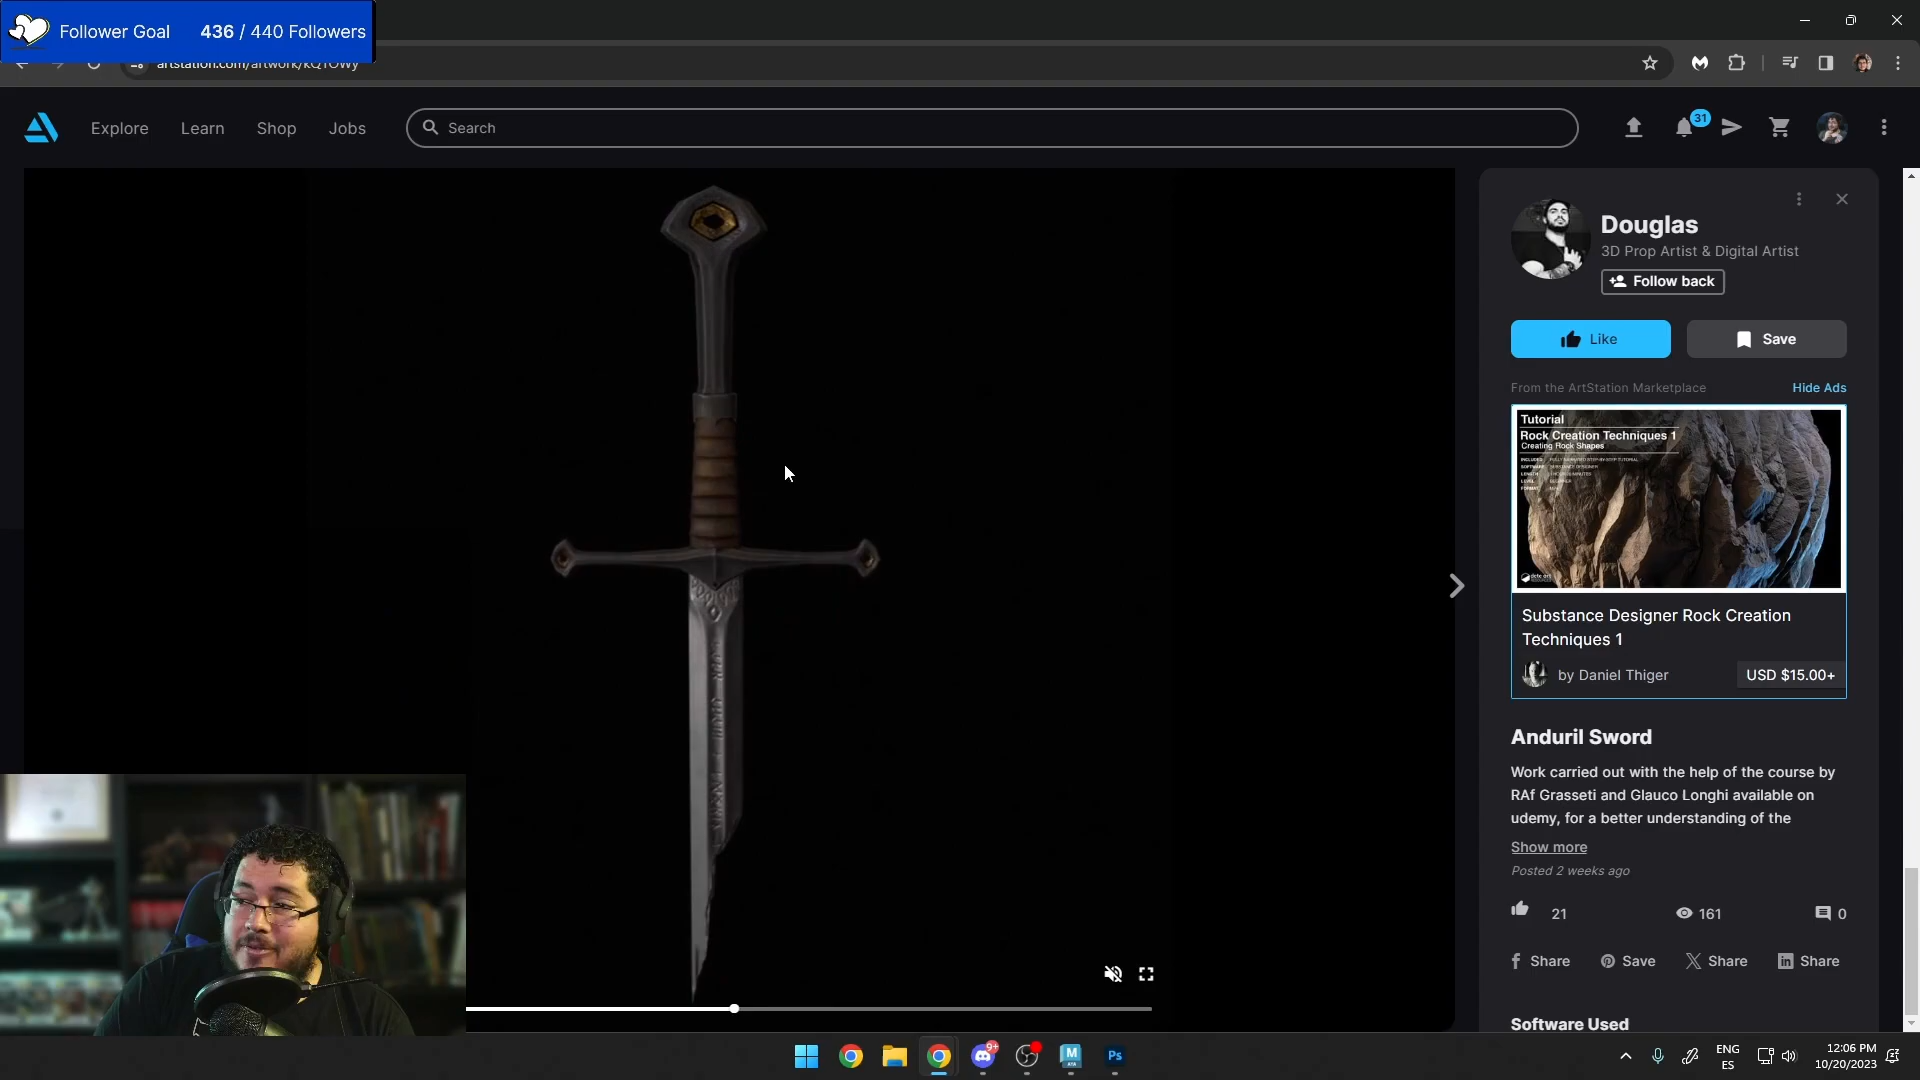 Follower Goal 436 / 440 Followers
Explore Learn Shop Jobs Search 31
Douglas
3D Prop Artist & Digital Artist
Follow back
Like Save
From the ArtStation Marketplace Hide Ads
Tutorial
Rock Creation Techniques 1
Creating Rock Shapes
Substance Designer Rock Creation
Techniques 1
by Daniel Thiger USD $15.00+
Anduril Sword
Work carried out with the help of the course by
RAf Grasseti and Glauco Longhi available on
udemy, for a better understanding of the
Show more
Posted 2 weeks ago
21 161 0
Share Save Share Share
Software Used
9+ M Ps
ENG
ES
12:06 PM
10/20/2023